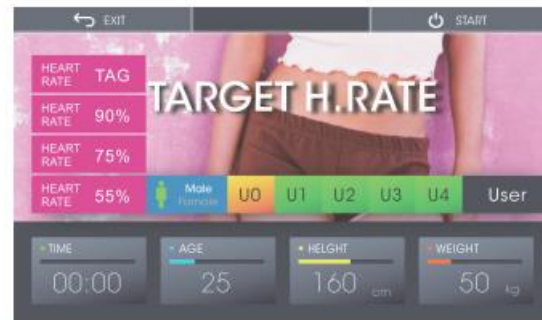 EXIT
START
HEART RATE TAG
TARGET H.RATE
HEART RATE 90%
HEART RATE 75%
HEART RATE 55%
Male
Female
U0 U1 U2 U3 U4 User
TIME
00:00
AGE
25
HELGHT
160 cm
WEIGHT
50 kg